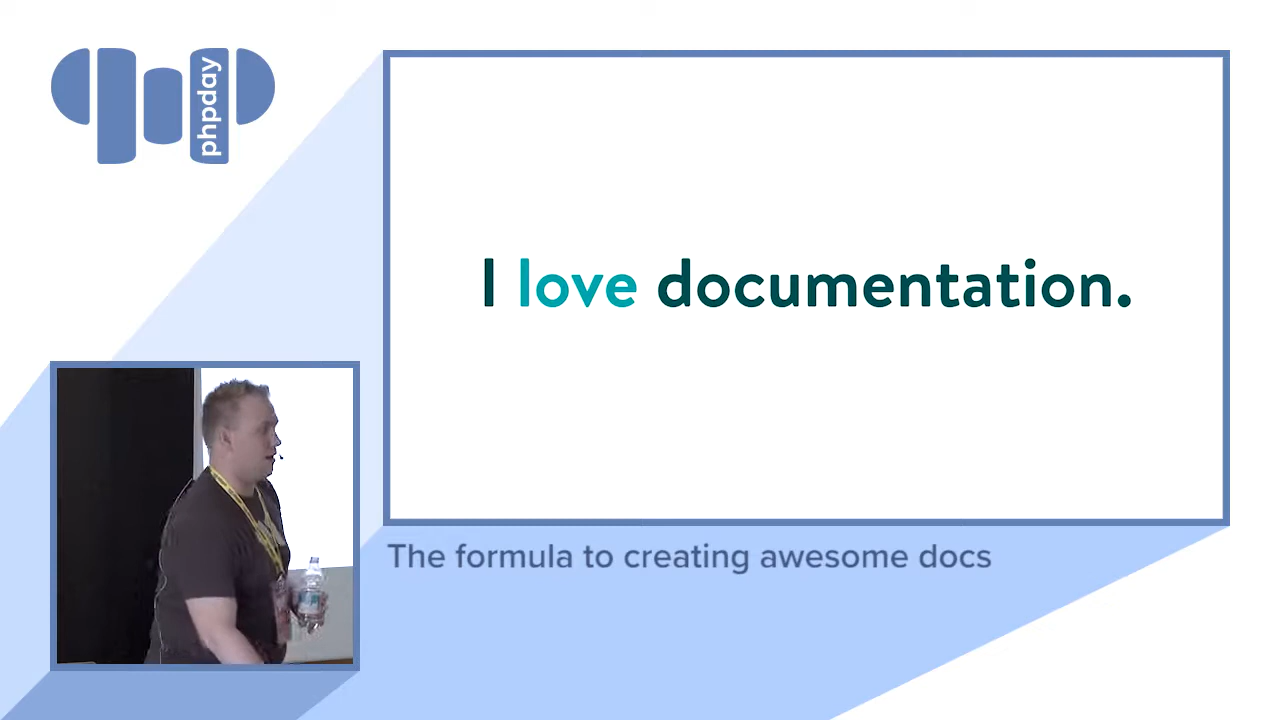 phpday
I love documentation.
The formula to creating awesome docs